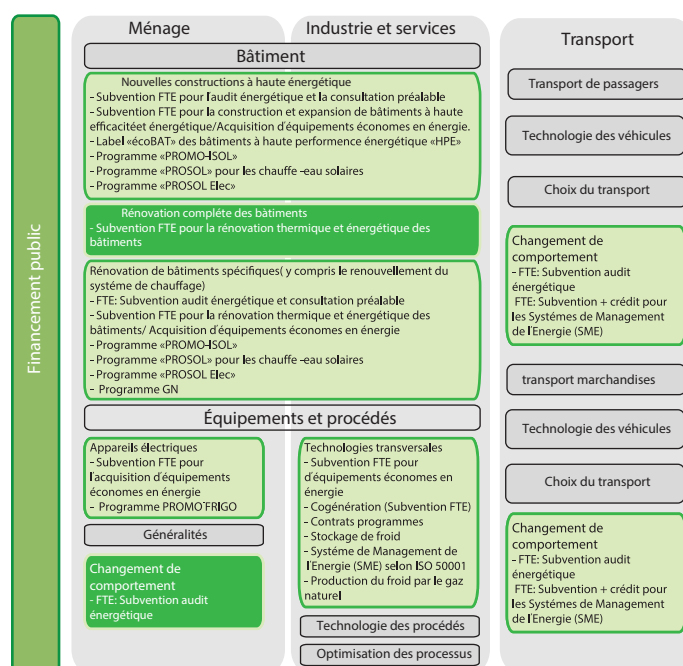 Financement public
Ménage
Industrie et services
Bâtiment
Nouvelles constructions à haute énergétique
- Subvention FTE pour l'audit énergétique et la consultation préalable
- Subvention FTE pour la construction et expansion de bâtiments à haute
efficacitéet énergétique/Acquisition d'équipements économes en énergie.
- Label «écoBAT» des bâtiments à haute performence énergétique «HPE»
- Programme «PROMO-ISOL»
- Programme «PROSOL» pour les chauffe -eau solaires
- Programme «PROSOL Elec»
Rénovation compléte des bâtiments
- Subvention FTE pour la rénovation thermique et énergétique des
bâtiments
Rénovation de bâtiments spécifiques( y compris le renouvellement du
systéme de chauffage)
- FTE: Subvention audit énergétique et consultation préalable
- Subvention FTE pour la rénovation thermique et énergétique des
bâtiments/ Acquisition d'équipements économes en énergie
- Programme «PROMO-ISOL»
- Programme «PROSOL» pour les chauffe -eau solaires
- Programme «PROSOL Elec»
- Programme GN
Équipements et procédés
Appareils électriques
- Subvention FTE pour
l'acquisition d'équipements
économes en énergie
- Programme PROMO'FRIGO
Généralités
Changement de
comportement
- FTE: Subvention audit
énergétique
Technologies transversales
- Subvention FTE pour
d'équipements économes en
énergie
- Cogénération (Subvention FTE)
- Contrats programmes
- Stockage de froid
- Systéme de Management de
l'Energie (SME) selon ISO 50001
- Production du froid par le gaz
naturel
Technologie des procédés
Optimisation des processus
Transport
Transport de passagers
Technologie des véhicules
Choix du transport
Changement de
comportement
- FTE: Subvention audit
énergétique
FTE: Subvention + crédit pour
les Systémes de Management
de l'Energie (SME)
transport marchandises
Technologie des véhicules
Choix du transport
Changement de
comportement
- FTE: Subvention audit
énergétique
FTE: Subvention + crédit pour
les Systémes de Management
de l'Energie (SME)